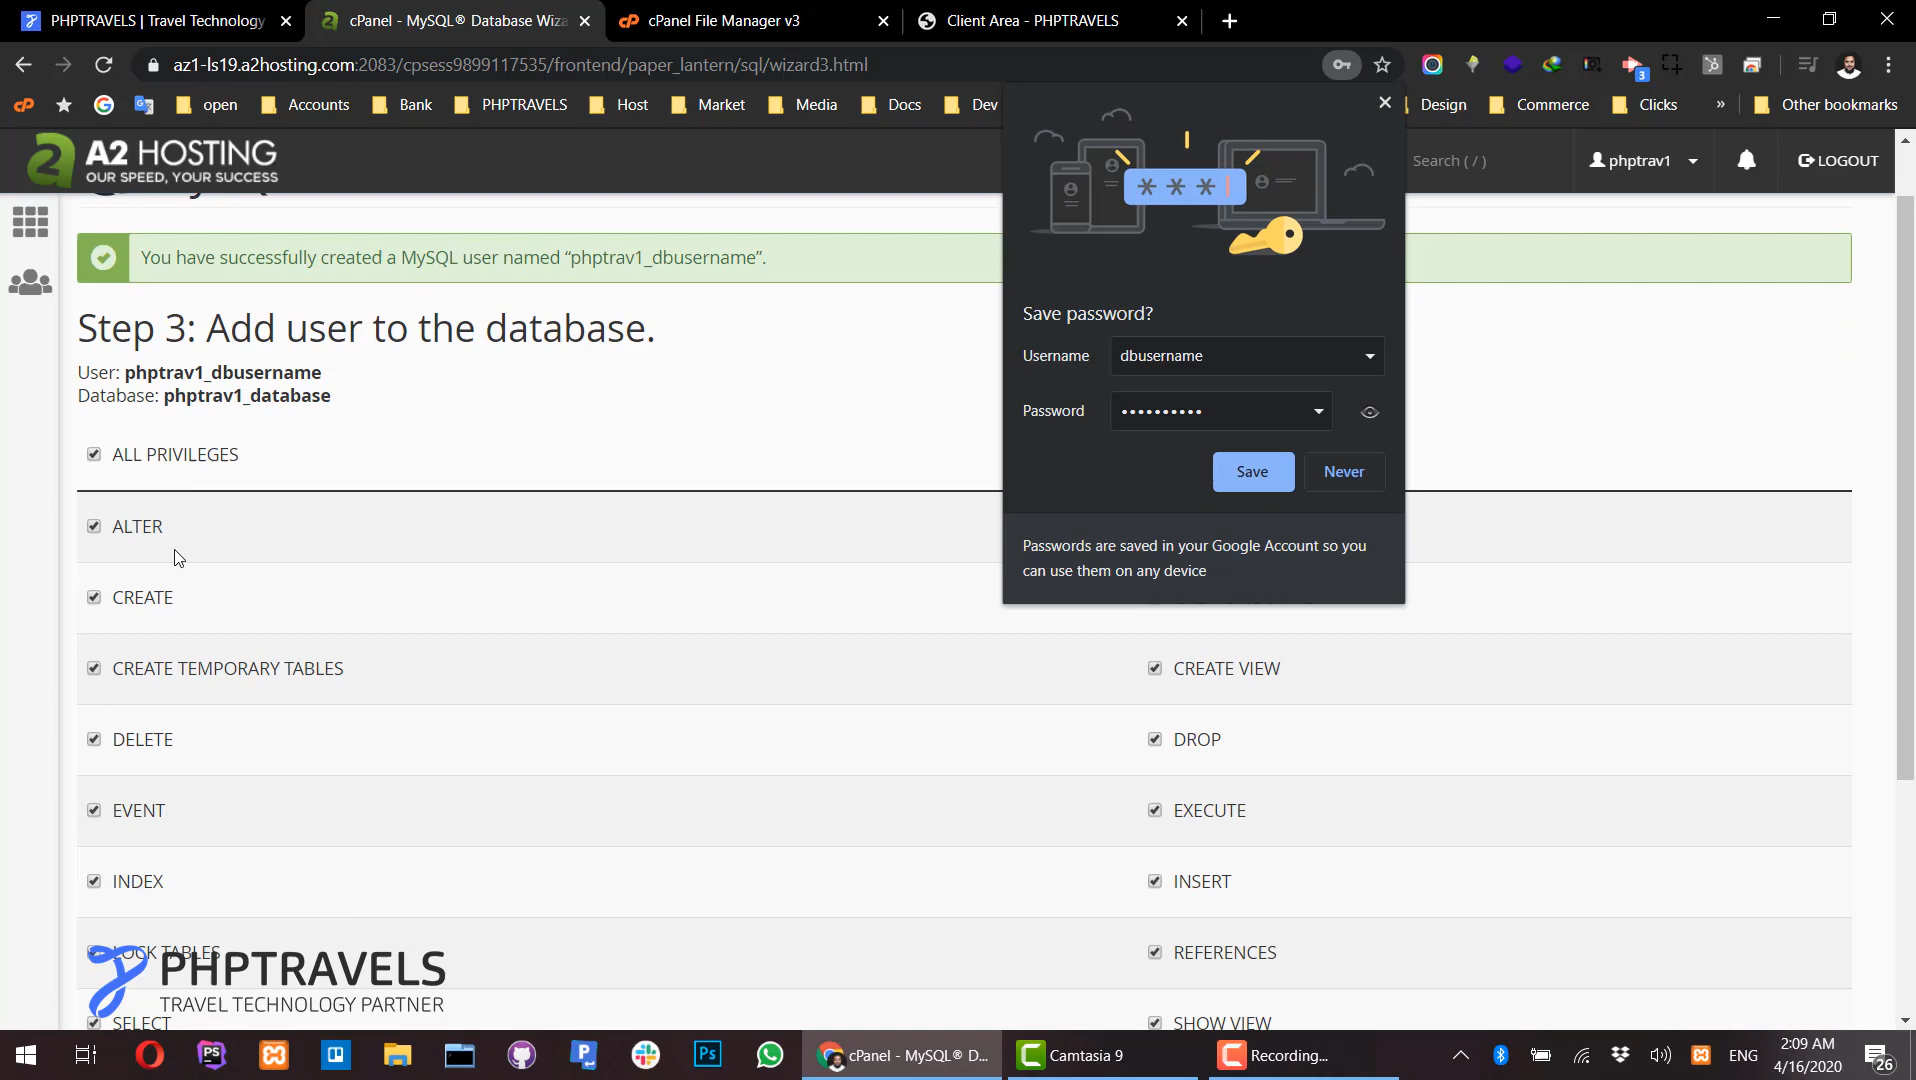 PHPTRAVELS | Travel Technology
cPanel - MySQL® Database Wiza
cPanel File Manager v3
Client Area - PHPTRAVELS
az1-ls19.a2hosting.com:2083/cpsess9899117535/frontend/paper_lantern/sql/wizard3.html
3
open
Accounts
Bank
PHPTRAVELS
Host
Market
Media
Docs
Dev
Design
Commerce
Clicks
»
Other bookmarks
A2 HOSTING
OUR SPEED, YOUR SUCCESS
Search ( / )
phptrav1
LOGOUT
You have successfully created a MySQL user named “phptrav1_dbusername”.
Step 3: Add user to the database.
User: phptrav1_dbusername
Database: phptrav1_database
ALL PRIVILEGES
ALTER
CREATE
CREATE TEMPORARY TABLES
CREATE VIEW
DELETE
DROP
EVENT
EXECUTE
INDEX
INSERT
LOCK TABLES
REFERENCES
SELECT
SHOW VIEW
* * *
Save password?
Username
dbusername
Password
••••••••••
Save
Never
Passwords are saved in your Google Account so you
can use them on any device
PHPTRAVELS
TRAVEL TECHNOLOGY PARTNER
PS
Ps
cPanel - MySQL® D...
Camtasia 9
Recording...
ENG
2:09 AM
4/16/2020
26